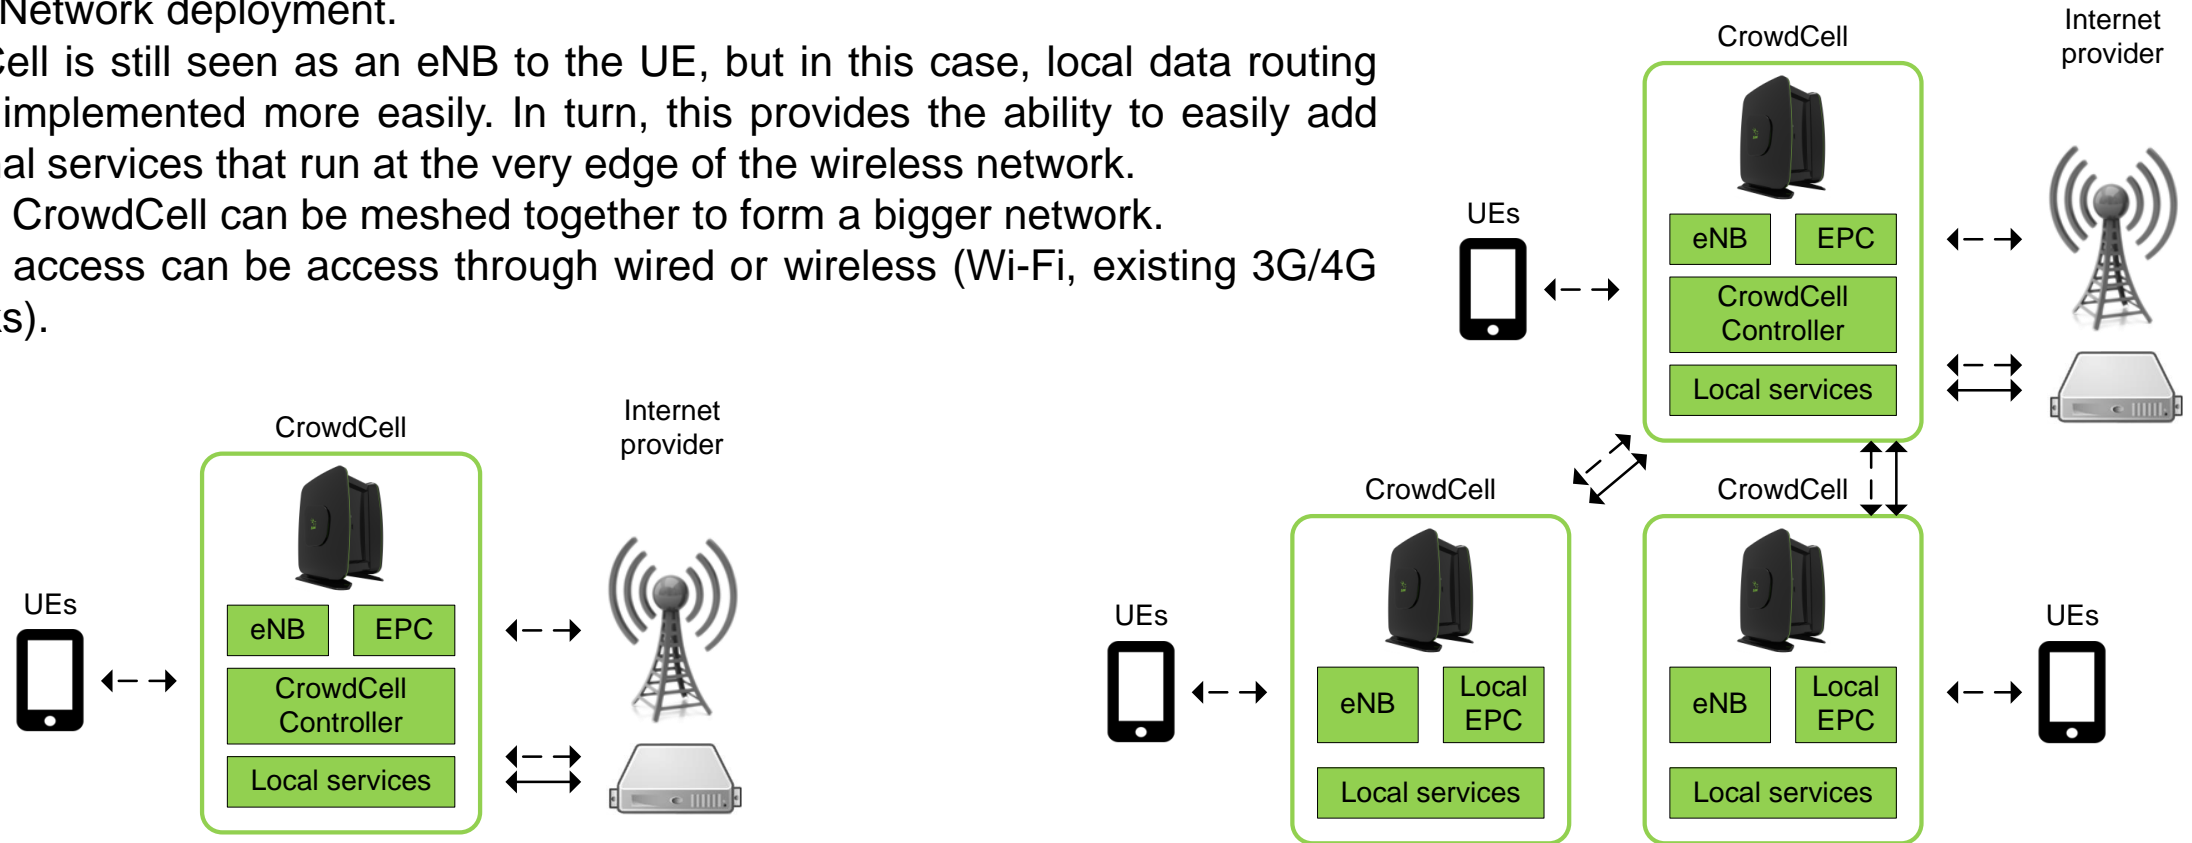 Network deployment.
ell is still seen as an eNB to the UE, but in this case, local data routing
implemented more easily. In turn, this provides the ability to easily add
al services that run at the very edge of the wireless network.
CrowdCell can be meshed together to form a bigger network.
access can be access through wired or wireless (Wi-Fi, existing 3G/4G
s).
CrowdCell
Internet
provider
UEs
eNB
EPC
CrowdCell
Controller
Local services
CrowdCell
Internet
provider
UEs
eNB
EPC
CrowdCell
Controller
Local services
CrowdCell
UEs
eNB
Local
EPC
Local services
CrowdCell
UEs
eNB
Local
EPC
Local services